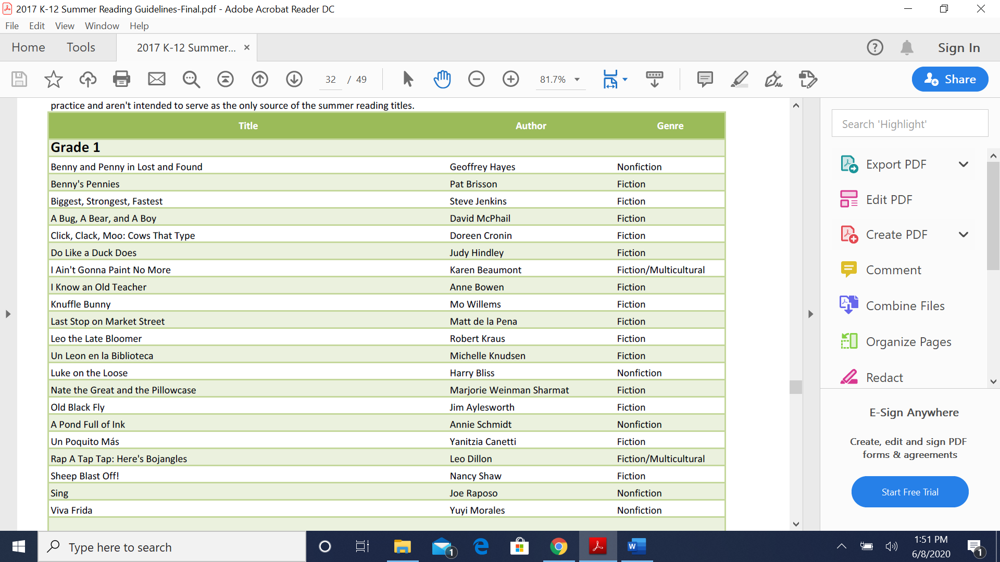 2017 K-12 Summer Reading Guidelines-Final.pdf - Adobe Acrobat Reader DC
File Edit View Window Help
Home Tools 2017 K-12 Summer... × Sign In
32 / 49 81.7% Share
practice and aren't intended to serve as the only source of the summer reading titles.
Title Author Genre
Grade 1
Benny and Penny in Lost and Found Geoffrey Hayes Nonfiction
Benny's Pennies Pat Brisson Fiction
Biggest, Strongest, Fastest Steve Jenkins Fiction
A Bug, A Bear, and A Boy David McPhail Fiction
Click, Clack, Moo: Cows That Type Doreen Cronin Fiction
Do Like a Duck Does Judy Hindley Fiction
I Ain't Gonna Paint No More Karen Beaumont Fiction/Multicultural
I Know an Old Teacher Anne Bowen Fiction
Knuffle Bunny Mo Willems Fiction
Last Stop on Market Street Matt de la Pena Fiction
Leo the Late Bloomer Robert Kraus Fiction
Un Leon en la Biblioteca Michelle Knudsen Fiction
Luke on the Loose Harry Bliss Nonfiction
Nate the Great and the Pillowcase Marjorie Weinman Sharmat Fiction
Old Black Fly Jim Aylesworth Fiction
A Pond Full of Ink Annie Schmidt Nonfiction
Un Poquito Más Yanitzia Canetti Fiction
Rap A Tap Tap: Here's Bojangles Leo Dillon Fiction/Multicultural
Sheep Blast Off! Nancy Shaw Fiction
Sing Joe Raposo Nonfiction
Viva Frida Yuyi Morales Nonfiction
Search 'Highlight'
Export PDF
Edit PDF
Create PDF
Comment
Combine Files
Organize Pages
Redact
E-Sign Anywhere
Create, edit and sign PDF
forms & agreements
Start Free Trial
Type here to search
1
W
1:51 PM
6/8/2020
1